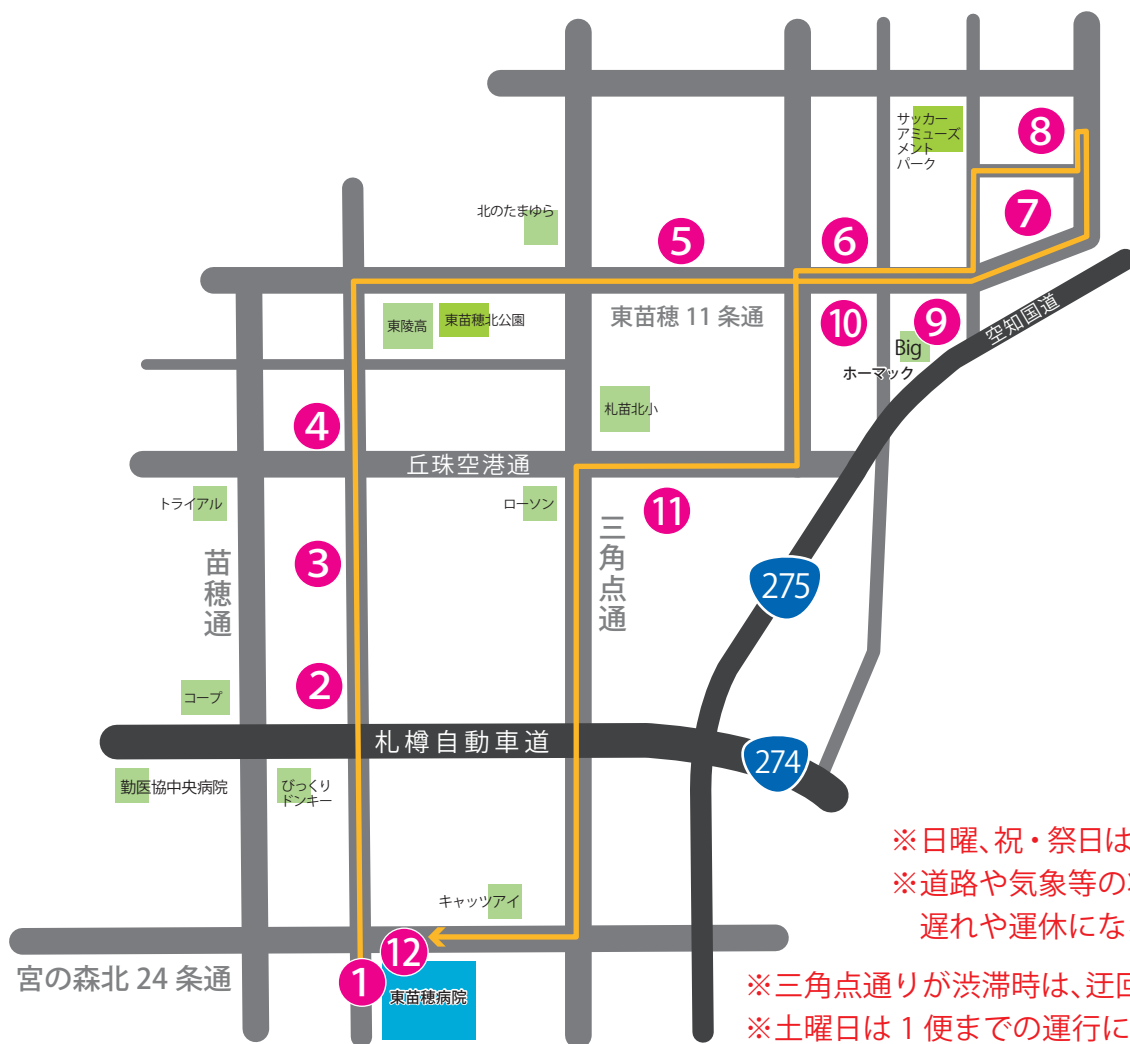 サッカー
アミューズ
メント
パーク
8
7
北のたまゆら
5
6
東陵高
東苗穂北公園
東苗穂 11 条通
10
9
Big
ホーマック
空知国道
札苗北小
4
丘珠空港通
トライアル
ローソン
11
苗穂通
3
三角点通
275
2
コープ
札樽自動車道
274
勤医協中央病院
びっくり
ドンキー
キャッツアイ
※日曜、祝・祭日は
※道路や気象等の
遅れや運休にな
宮の森北 24 条通
1
12
東苗穂病院
※三角点通りが渋滞時は、迂回
※土曜日は 1 便までの運行に